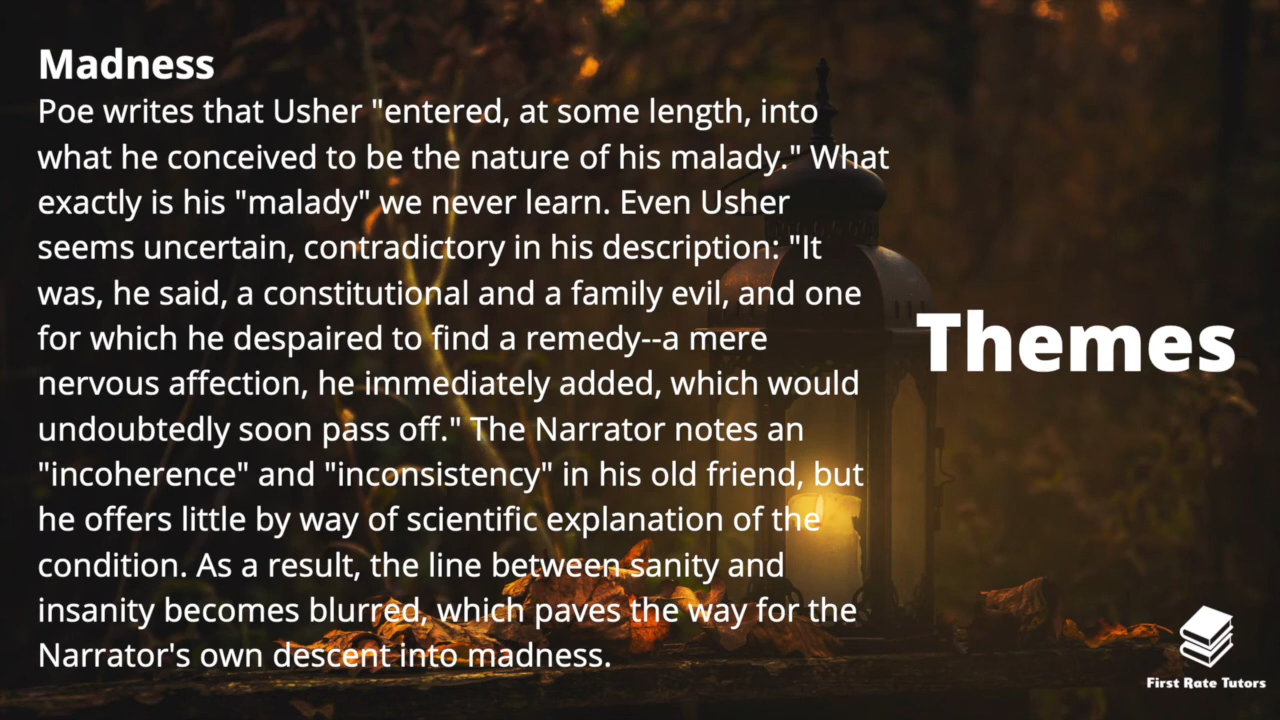 Madness
Poe writes that Usher "entered, at some length, into
what he conceived to be the nature of his malady." What
exactly is his "malady" we never learn. Even Usher
seems uncertain, contradictory in his description: "It
was, he said, a constitutional and a family evil, and one
for which he despaired to find a remedy--a mere
nervous affection, he immediately added, which would
undoubtedly soon pass off." The Narrator notes an
"incoherence" and "inconsistency" in his old friend, but
he offers little by way of scientific explanation of the
condition. As a result, the line between sanity and
insanity becomes blurred, which paves the way for the
Narrator's own descent into madness.
Themes
First Rate Tutors